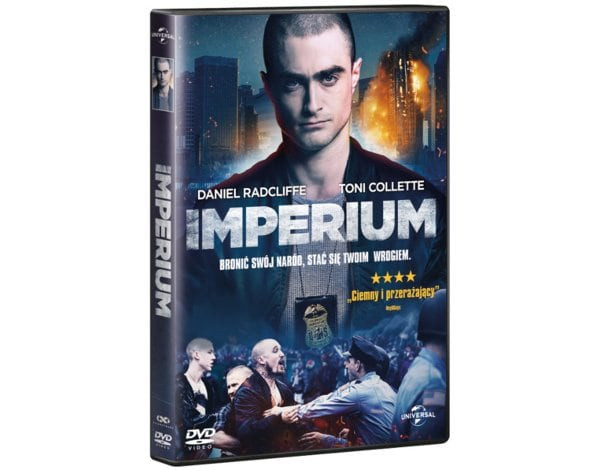 UNIVERSAL
IMPERIUM
DVD
DANIEL RADCLIFFE TONI COLLETTE
IMPERIUM
BRONIĆ SWÓJ NARÓD, STAĆ SIĘ TWOIM WROGIEM.
„Ciemny i przerażający"
DVD
VIDEO
UNIVERSAL